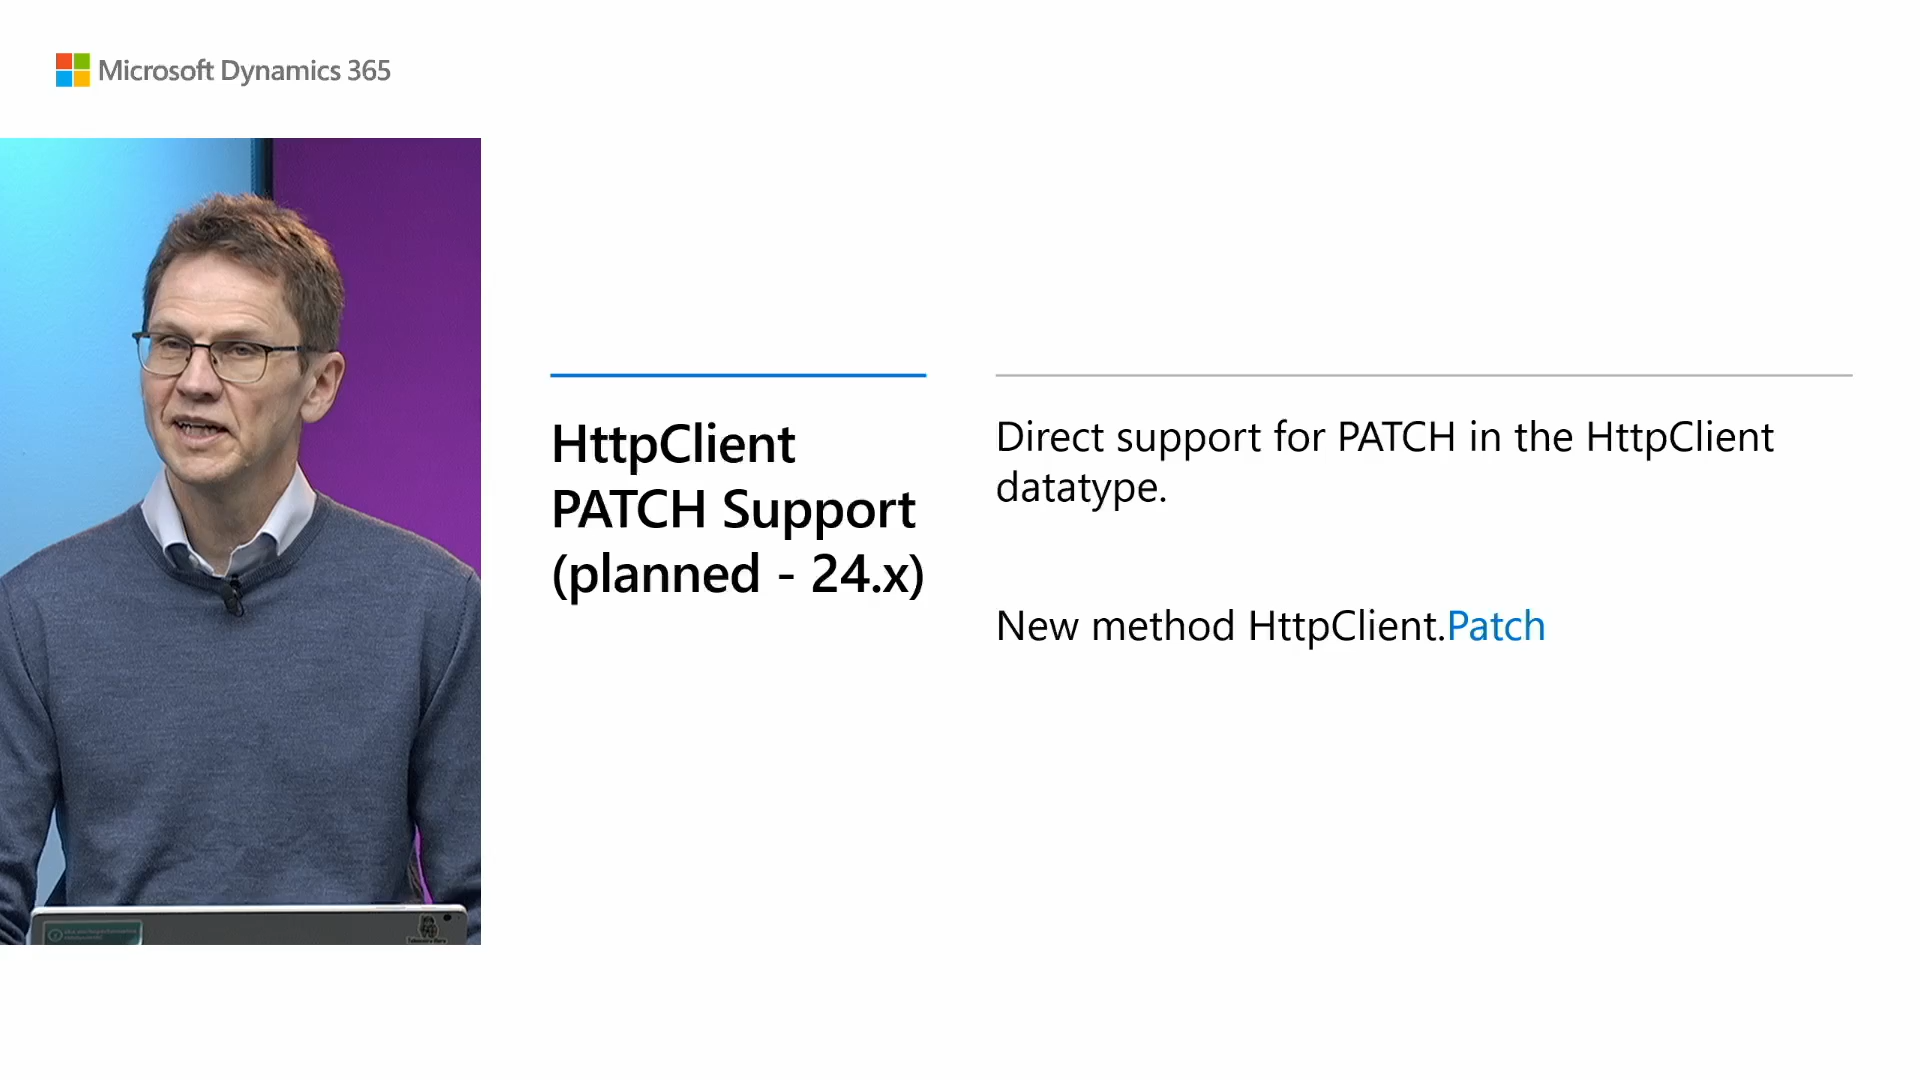 Microsoft Dynamics 365
HttpClient
PATCH Support
(planned - 24.x)
Direct support for PATCH in the HttpClient
datatype.
New method HttpClient.Patch